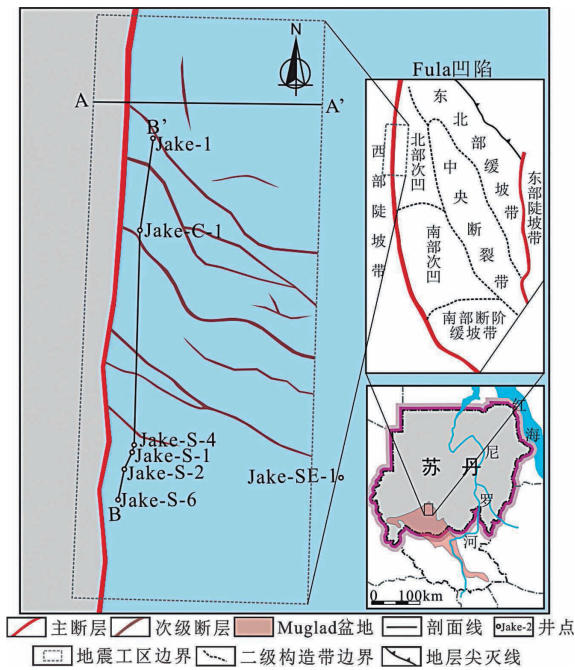 A
A'
N
B'
Jake-1
Jake-C-1
Jake-S-4
Jake-S-1
Jake-S-2
Jake-S-6
B
Jake-SE-1
Fula凹陷
东北部缓坡带
西部陡坡带
北部次凹
中央断裂带
东部陡坡带
南部次凹
南部断阶
缓坡带
红海
苏丹
尼罗河
0 100km
主断层 次级断层 Muglad盆地 剖面线 Jake-2 井点
地震工区边界 二级构造带边界 地层尖灭线